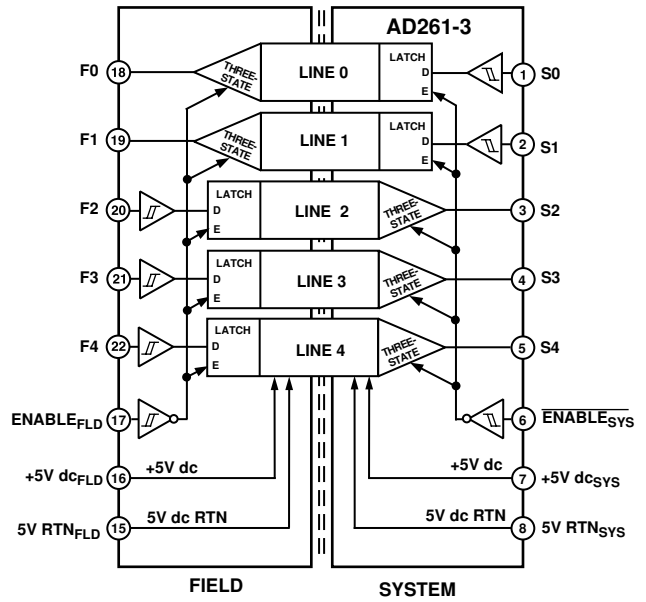 AD261-3
F0 18 THREE-STATE LINE 0 LATCH D E 1 S0
F1 19 THREE-STATE LINE 1 LATCH D E 2 S1
F2 20 LATCH D E LINE 2 THREE-STATE 3 S2
F3 21 LATCH D E LINE 3 THREE-STATE 4 S3
F4 22 LATCH D E LINE 4 THREE-STATE 5 S4
ENABLEFLD 17 6 ENABLESYS
+5V dcFLD 16 +5V dc +5V dc 7 +5V dcSYS
5V RTNFLD 15 5V dc RTN 5V dc RTN 8 5V RTNSYS
FIELD SYSTEM